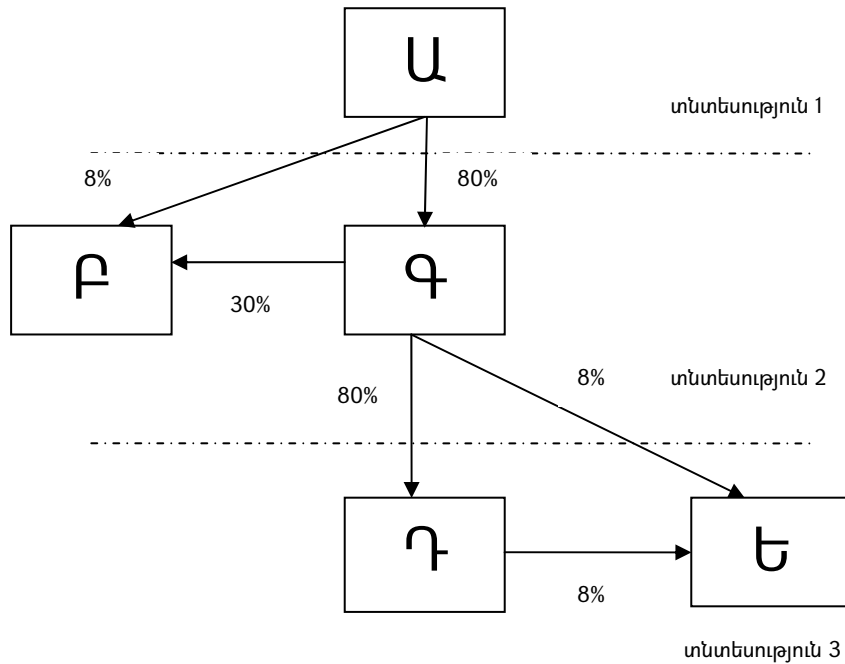 Ա
տնտեսություն 1
8%
80%
Բ
Գ
30%
80%
8%
տնտեսություն 2
Դ
Ե
8%
տնտեսություն 3